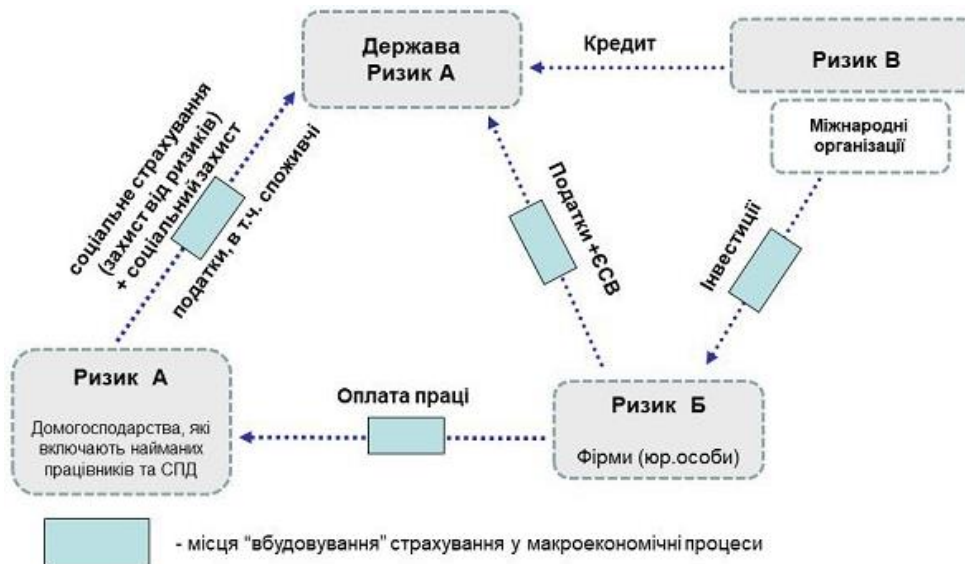 Держава
Ризик А
Кредит
Ризик В
Міжнародні
організації
соціальне страхування
(захист від ризиків)
+ соціальний захист
податки, в т.ч. споживчі
Податки +ЄСВ
Інвестиції
Ризик А
Домогосподарства, які
включають найманих
працівників та СПД
Оплата праці
Ризик Б
Фірми (юр.особи)
- місця “вбудовування” страхування у макроекономічні процеси